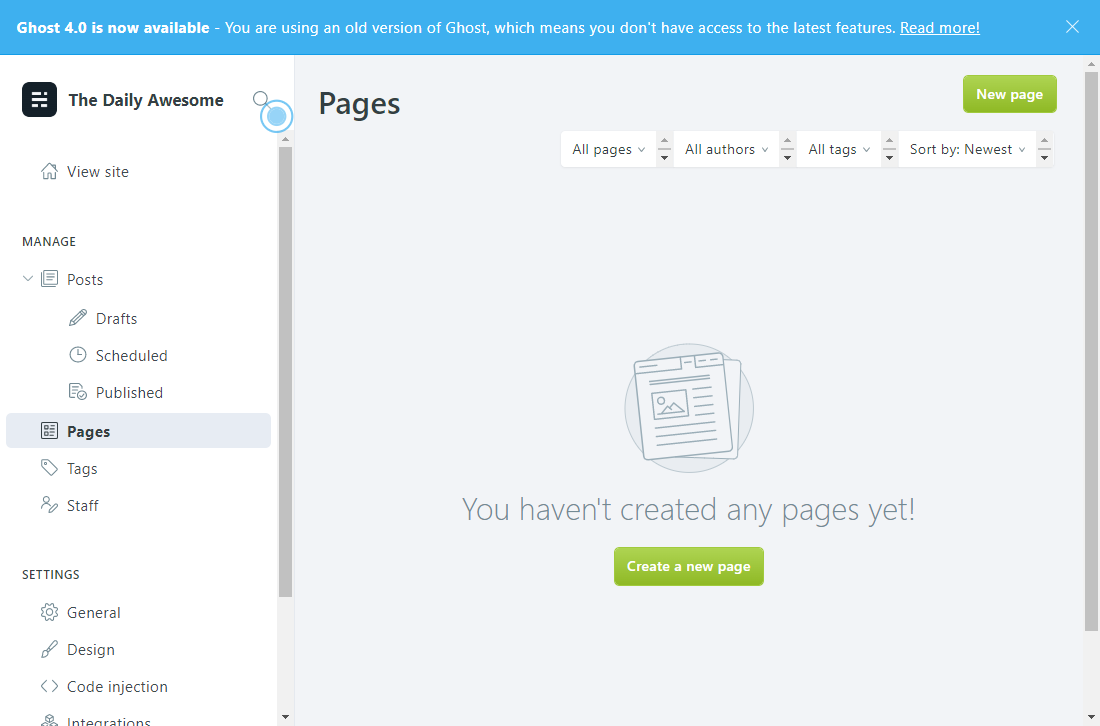 Ghost 4.0 is now available - You are using an old version of Ghost, which means you don't have access to the latest features. Read more!
The Daily Awesome
View site
MANAGE
Posts
Drafts
Scheduled
Published
Pages
Tags
Staff
SETTINGS
General
Design
Code injection
Integrations
Pages
New page
All pages
All authors
All tags
Sort by: Newest
You haven't created any pages yet!
Create a new page